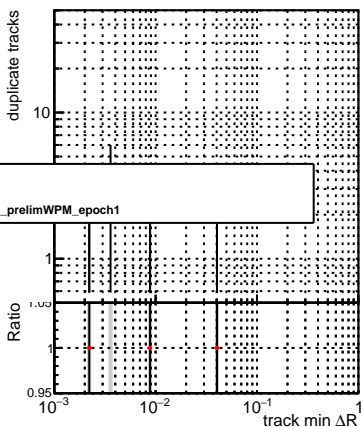 duplicate tracks
10
_prelimWPM_epoch1
1
Ratio
1.05
1
0.95
10⁻³
10⁻²
10⁻¹
1
track min ΔR